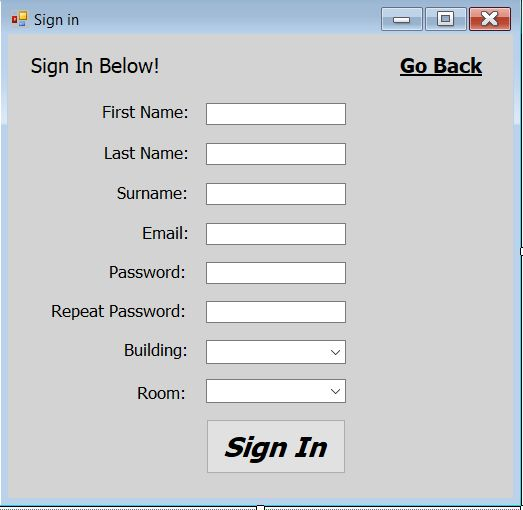 Sign in
Sign In Below!
Go Back
First Name:
Last Name:
Surname:
Email:
Password:
Repeat Password:
Building:
Room:
Sign In